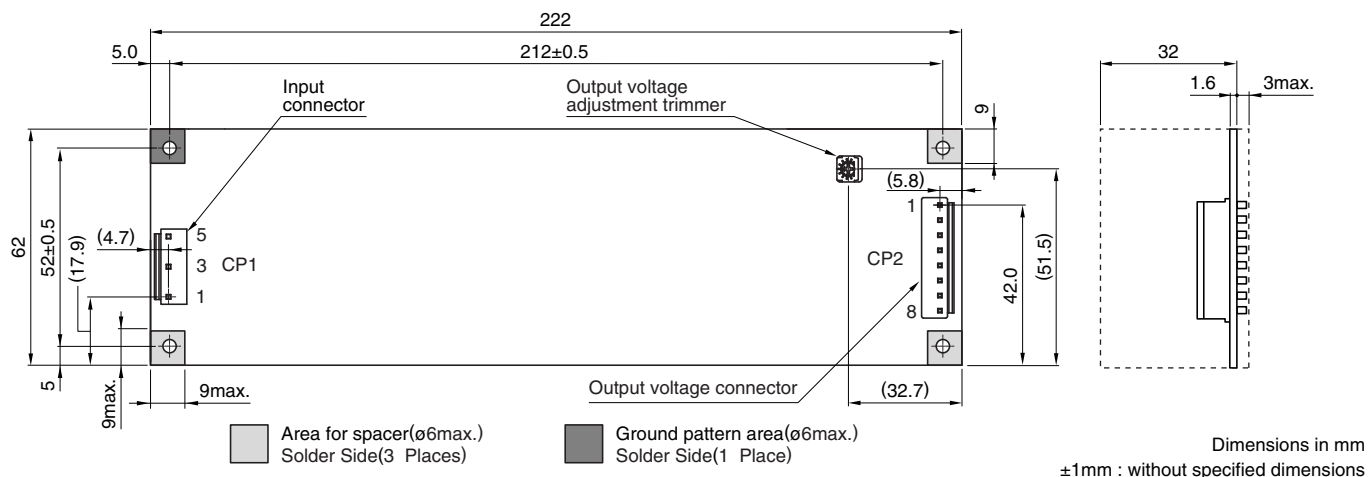 222
5.0
212±0.5
32
Input
connector
Output voltage
adjustment trimmer
1.6
3max.
9
(5.8)
62
52±0.5
(17.9)
(4.7)
5
3 CP1
1
1
CP2
8
42.0
(51.5)
5
9max.
9max.
Output voltage connector
(32.7)
Area for spacer(ø6max.)
Solder Side(3 Places)
Ground pattern area(ø6max.)
Solder Side(1 Place)
Dimensions in mm
±1mm : without specified dimensions